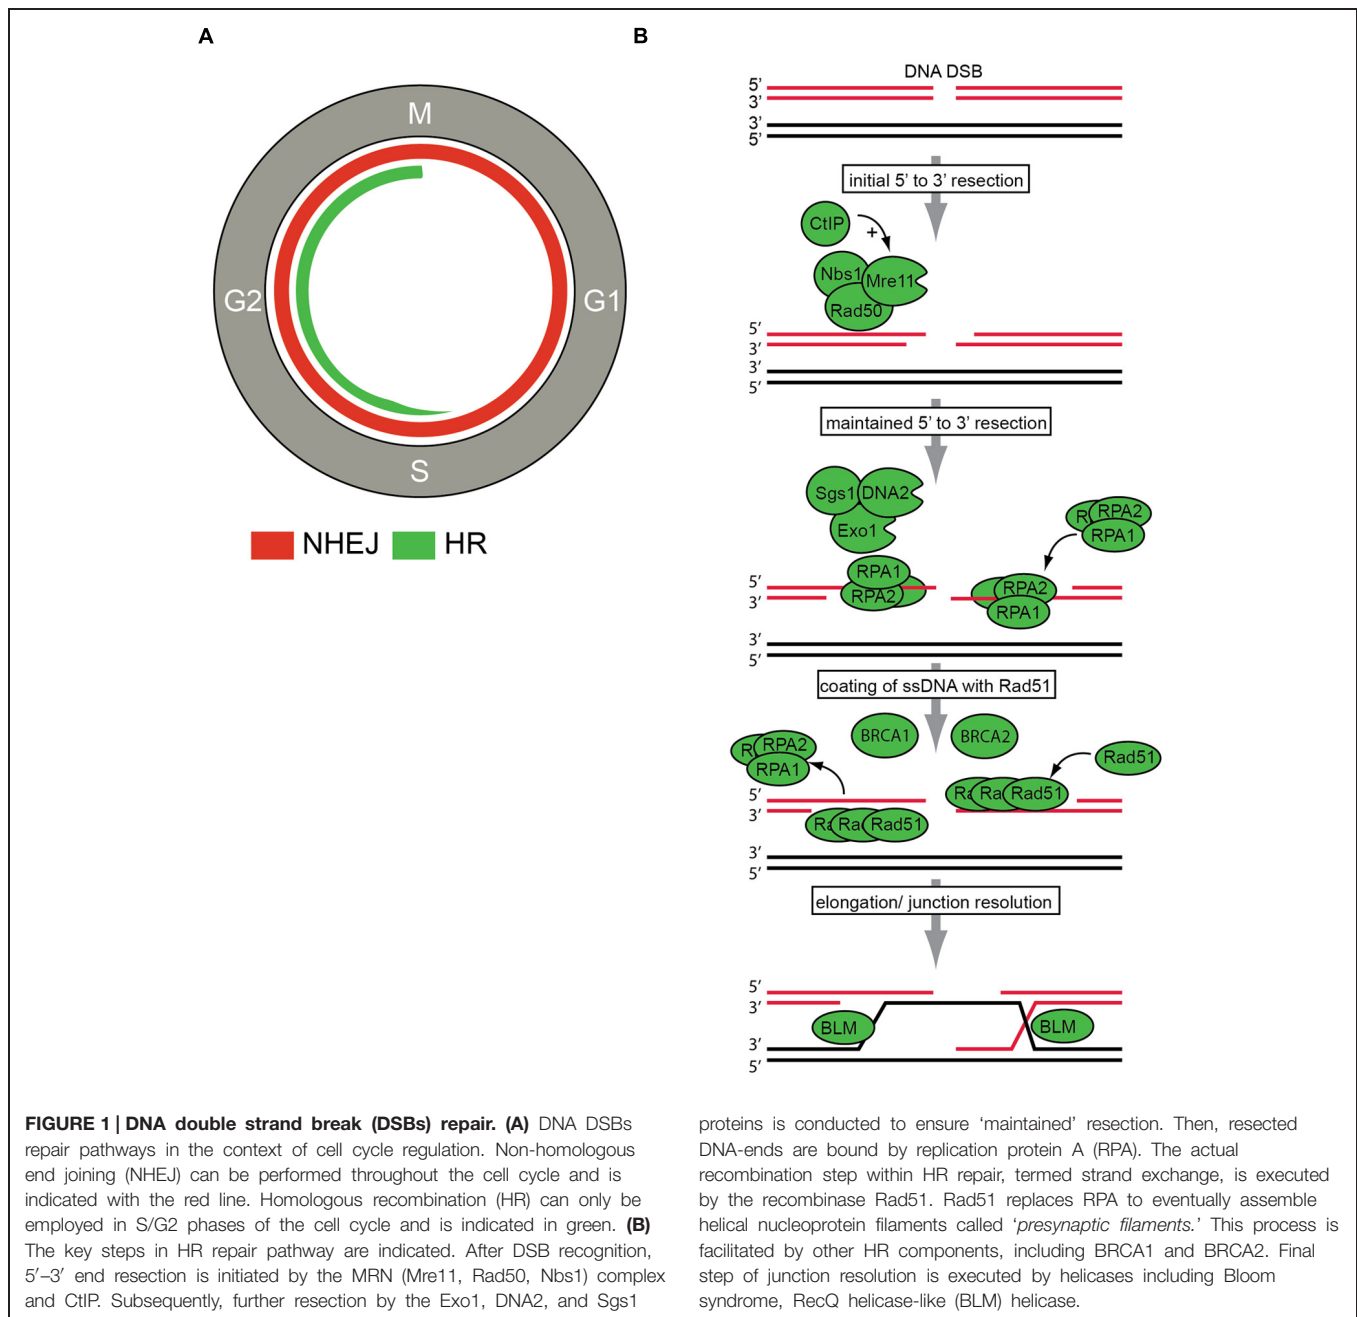 A
M
G2
G1
S
NHEJ
HR
B
DNA DSB
5'
3'
3'
5'
initial 5' to 3' resection
CtIP
+
Nbs1
Mre11
Rad50
5'
3'
3'
5'
maintained 5' to 3' resection
Sgs1
DNA2
Exo1
R
RPA2
RPA1
RPA1
RPA2
RPA2
RPA1
5'
3'
3'
5'
coating of ssDNA with Rad51
BRCA1
BRCA2
R
RPA2
RPA1
Rad51
Ra
Ra
Rad51
Ra
Ra
Rad51
5'
3'
3'
5'
elongation/ junction resolution
5'
3'
BLM
BLM
3'
5'
FIGURE 1 | DNA double strand break (DSBs) repair. (A) DNA DSBs
repair pathways in the context of cell cycle regulation. Non-homologous
end joining (NHEJ) can be performed throughout the cell cycle and is
indicated with the red line. Homologous recombination (HR) can only be
employed in S/G2 phases of the cell cycle and is indicated in green. (B)
The key steps in HR repair pathway are indicated. After DSB recognition,
5′–3′ end resection is initiated by the MRN (Mre11, Rad50, Nbs1) complex
and CtIP. Subsequently, further resection by the Exo1, DNA2, and Sgs1
proteins is conducted to ensure ‘maintained’ resection. Then, resected
DNA-ends are bound by replication protein A (RPA). The actual
recombination step within HR repair, termed strand exchange, is executed
by the recombinase Rad51. Rad51 replaces RPA to eventually assemble
helical nucleoprotein filaments called ‘presynaptic filaments.’ This process is
facilitated by other HR components, including BRCA1 and BRCA2. Final
step of junction resolution is executed by helicases including Bloom
syndrome, RecQ helicase-like (BLM) helicase.